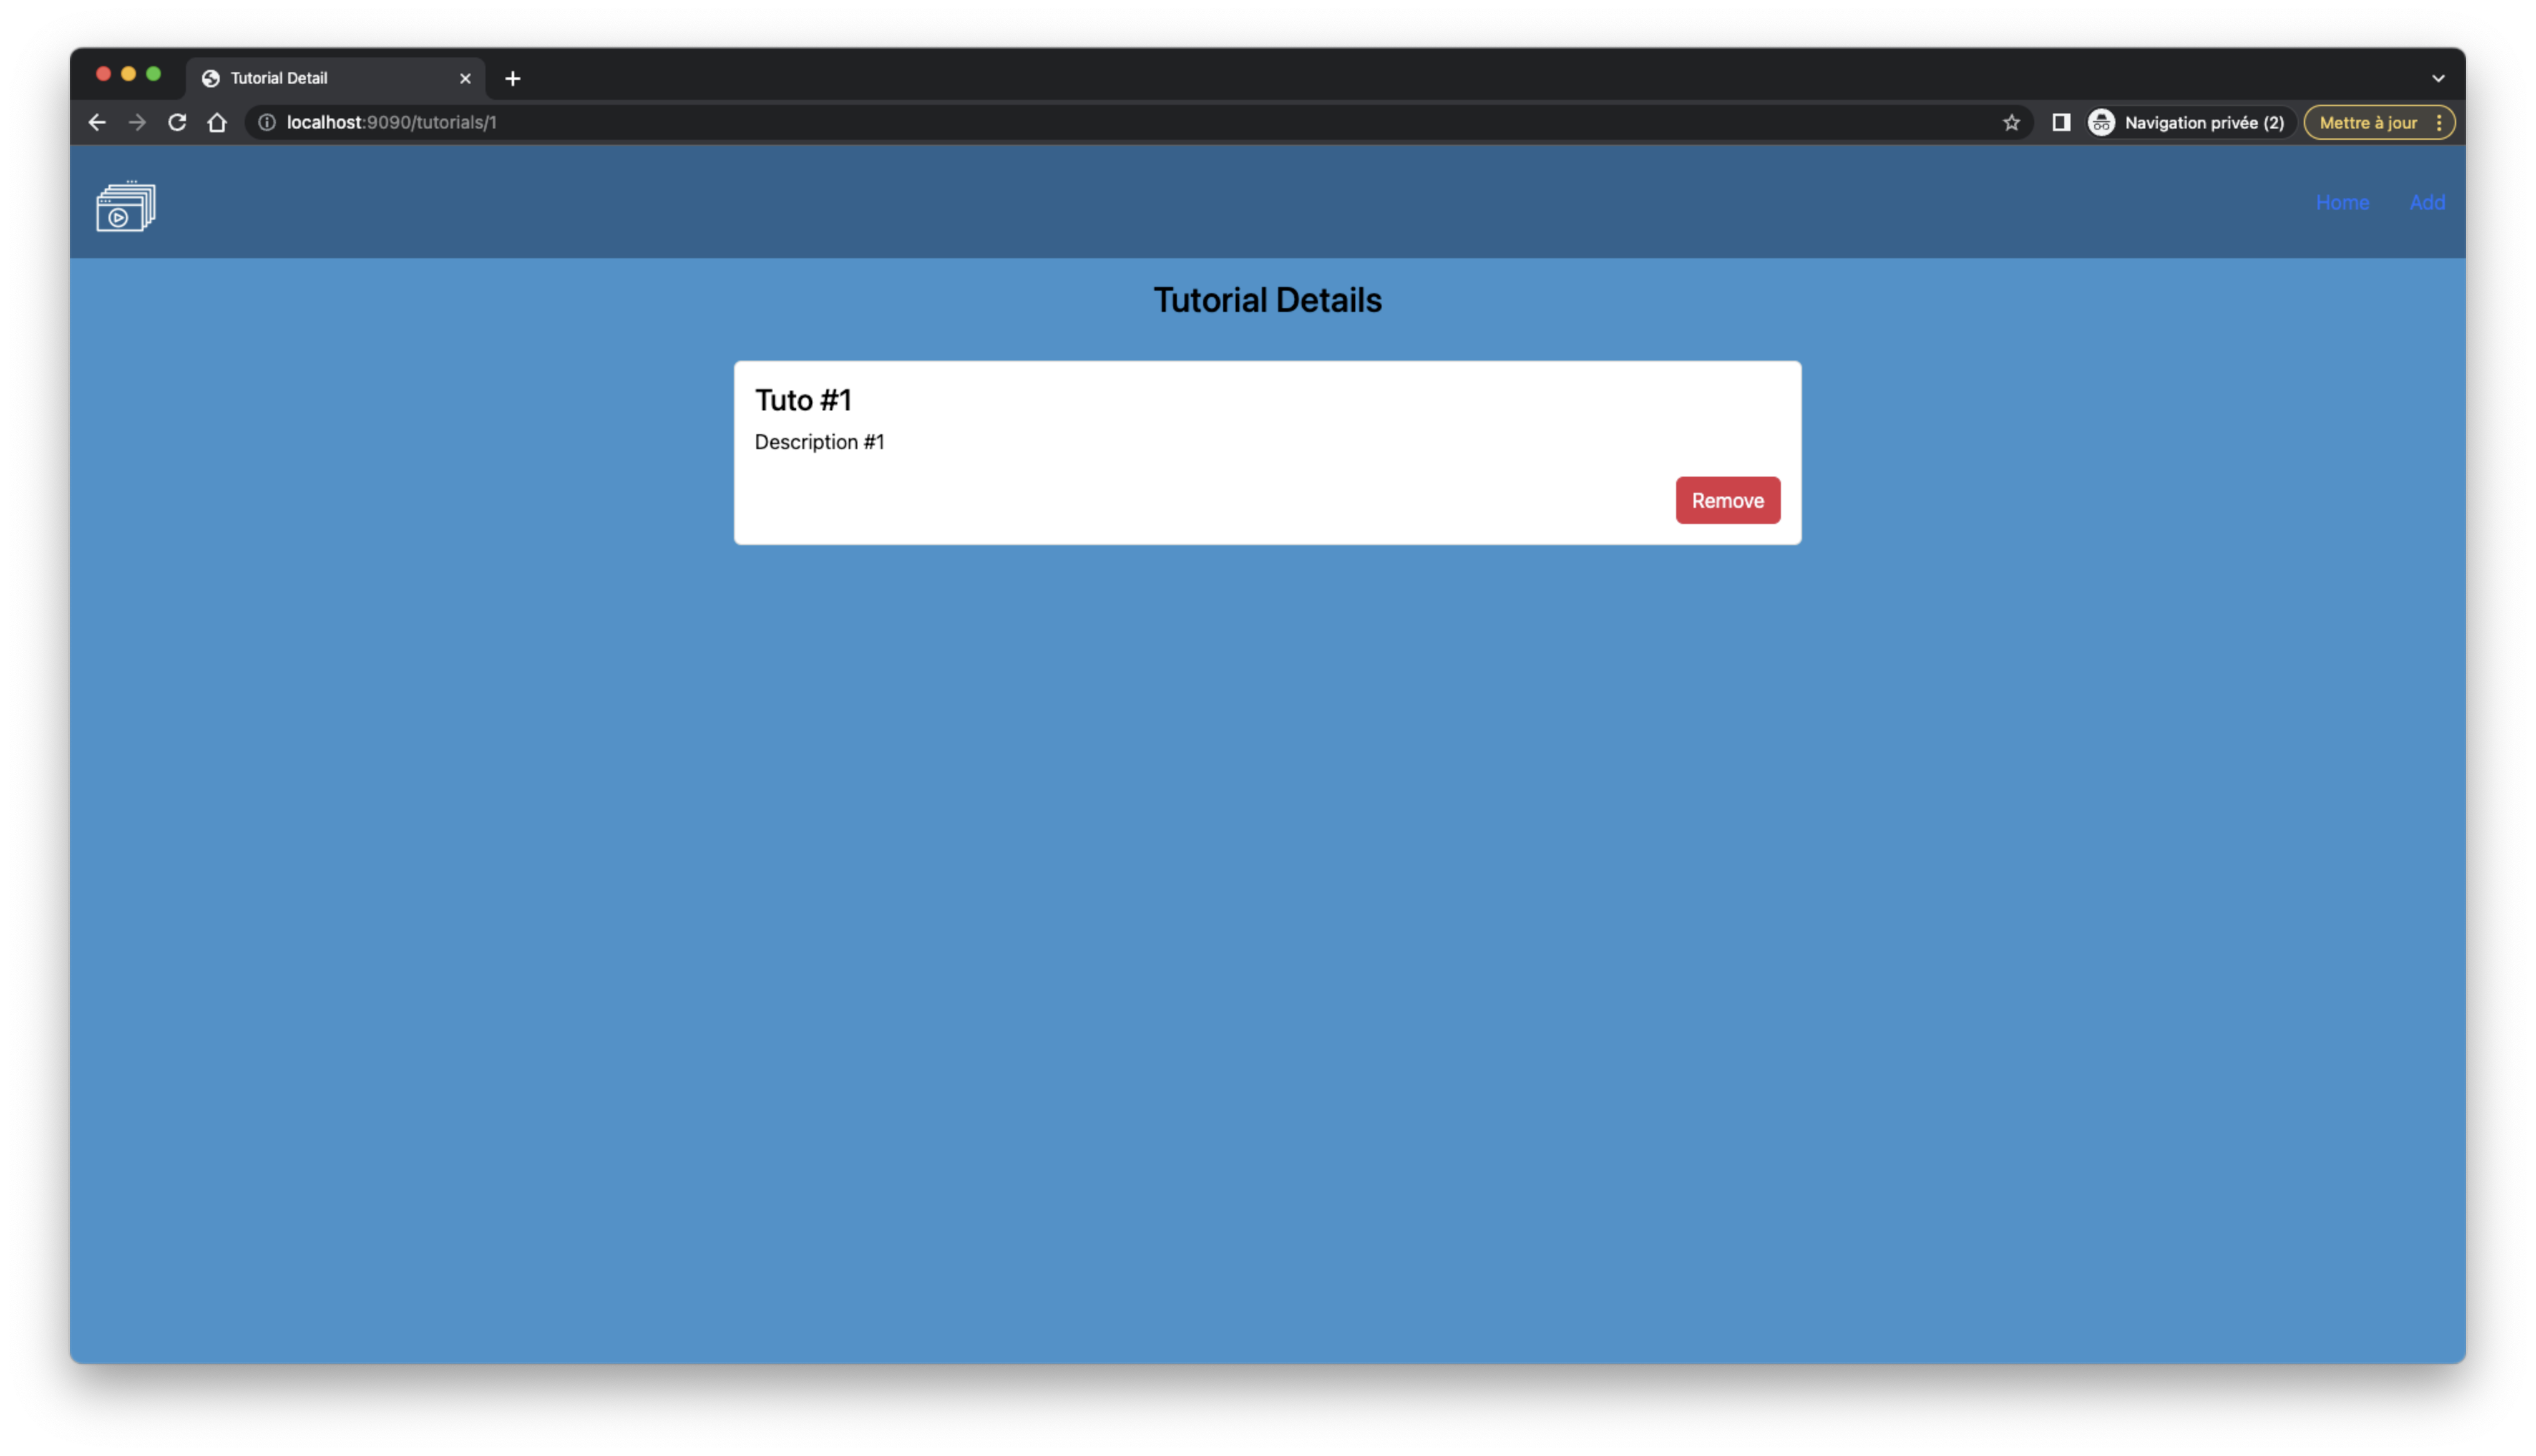 Tutorial Detail
localhost:9090/tutorials/1
Navigation privée (2)
Mettre à jour
Home
Add
Tutorial Details
Tuto #1
Description #1
Remove